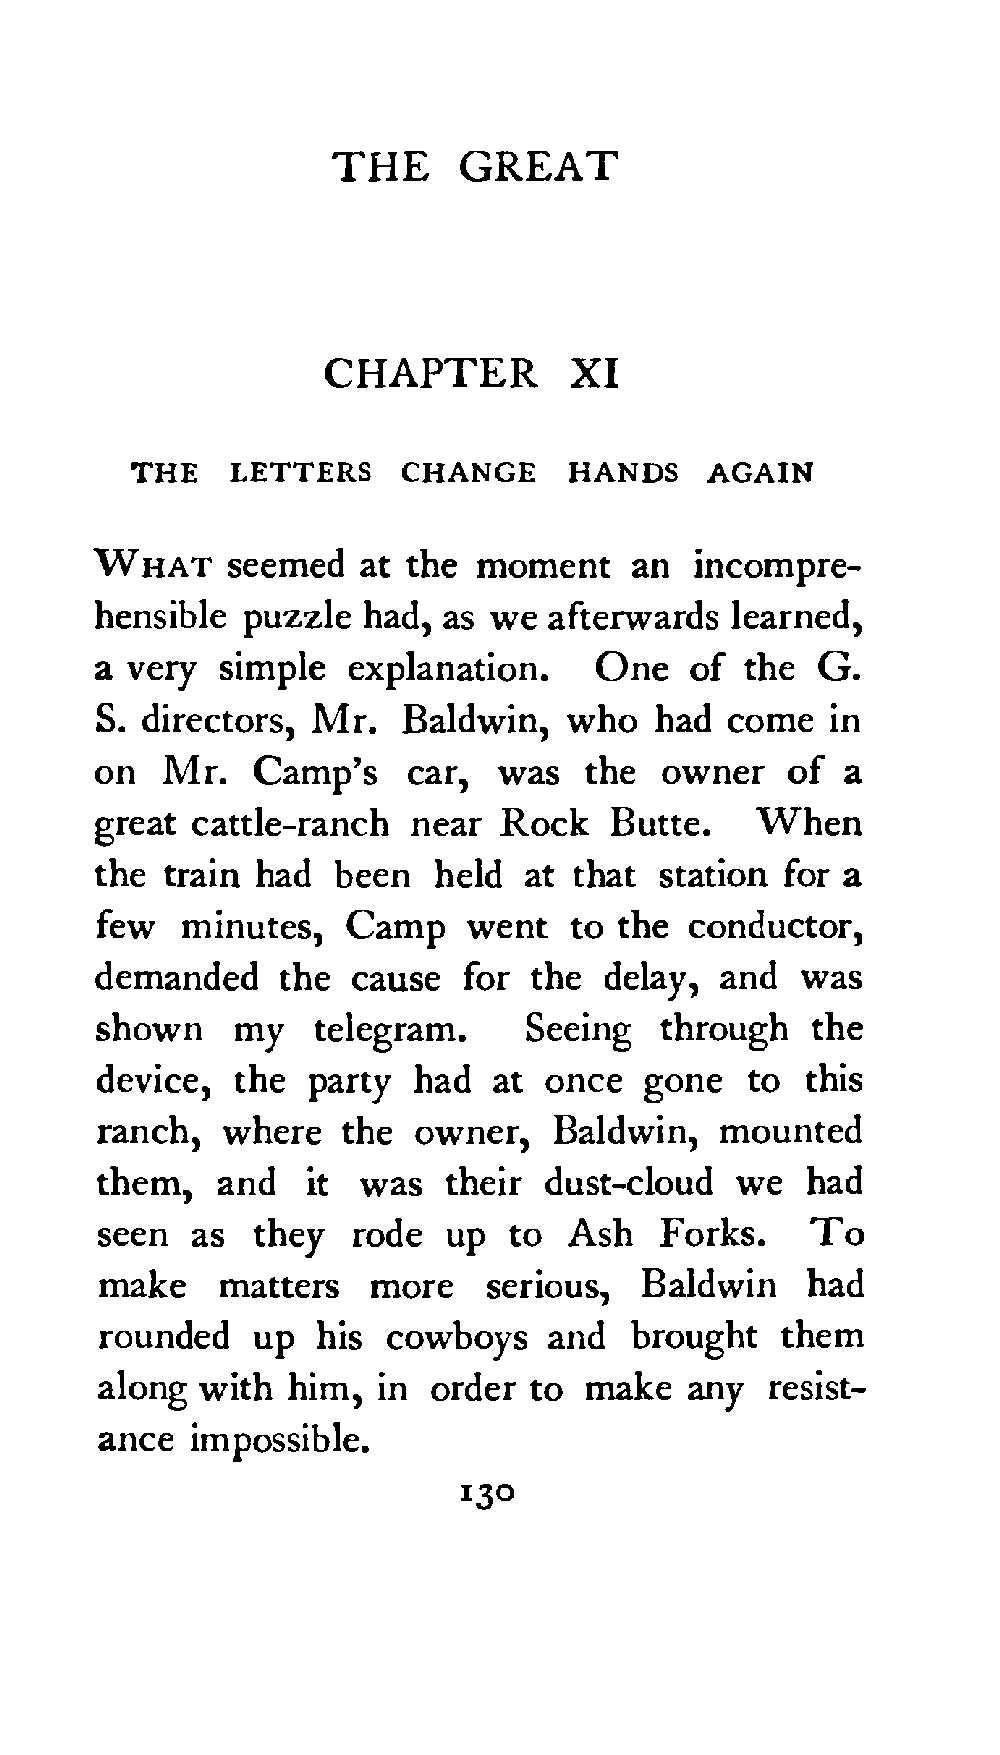 THE GREAT
CHAPTER XI
THE LETTERS CHANGE HANDS AGAIN
WHAT seemed at the moment an incompre-
hensible puzzle had, as we afterwards learned,
a very simple explanation. One of the G.
S. directors, Mr. Baldwin, who had come in
on Mr. Camp's car, was the owner of a
great cattle-ranch near Rock Butte. When
the train had been held at that station for a
few minutes, Camp went to the conductor,
demanded the cause for the delay, and was
shown my telegram. Seeing through the
device, the party had at once gone to this
ranch, where the owner, Baldwin, mounted
them, and it was their dust-cloud we had
seen as they rode up to Ash Forks. To
make matters more serious, Baldwin had
rounded up his cowboys and brought them
along with him, in order to make any resist-
ance impossible.
130